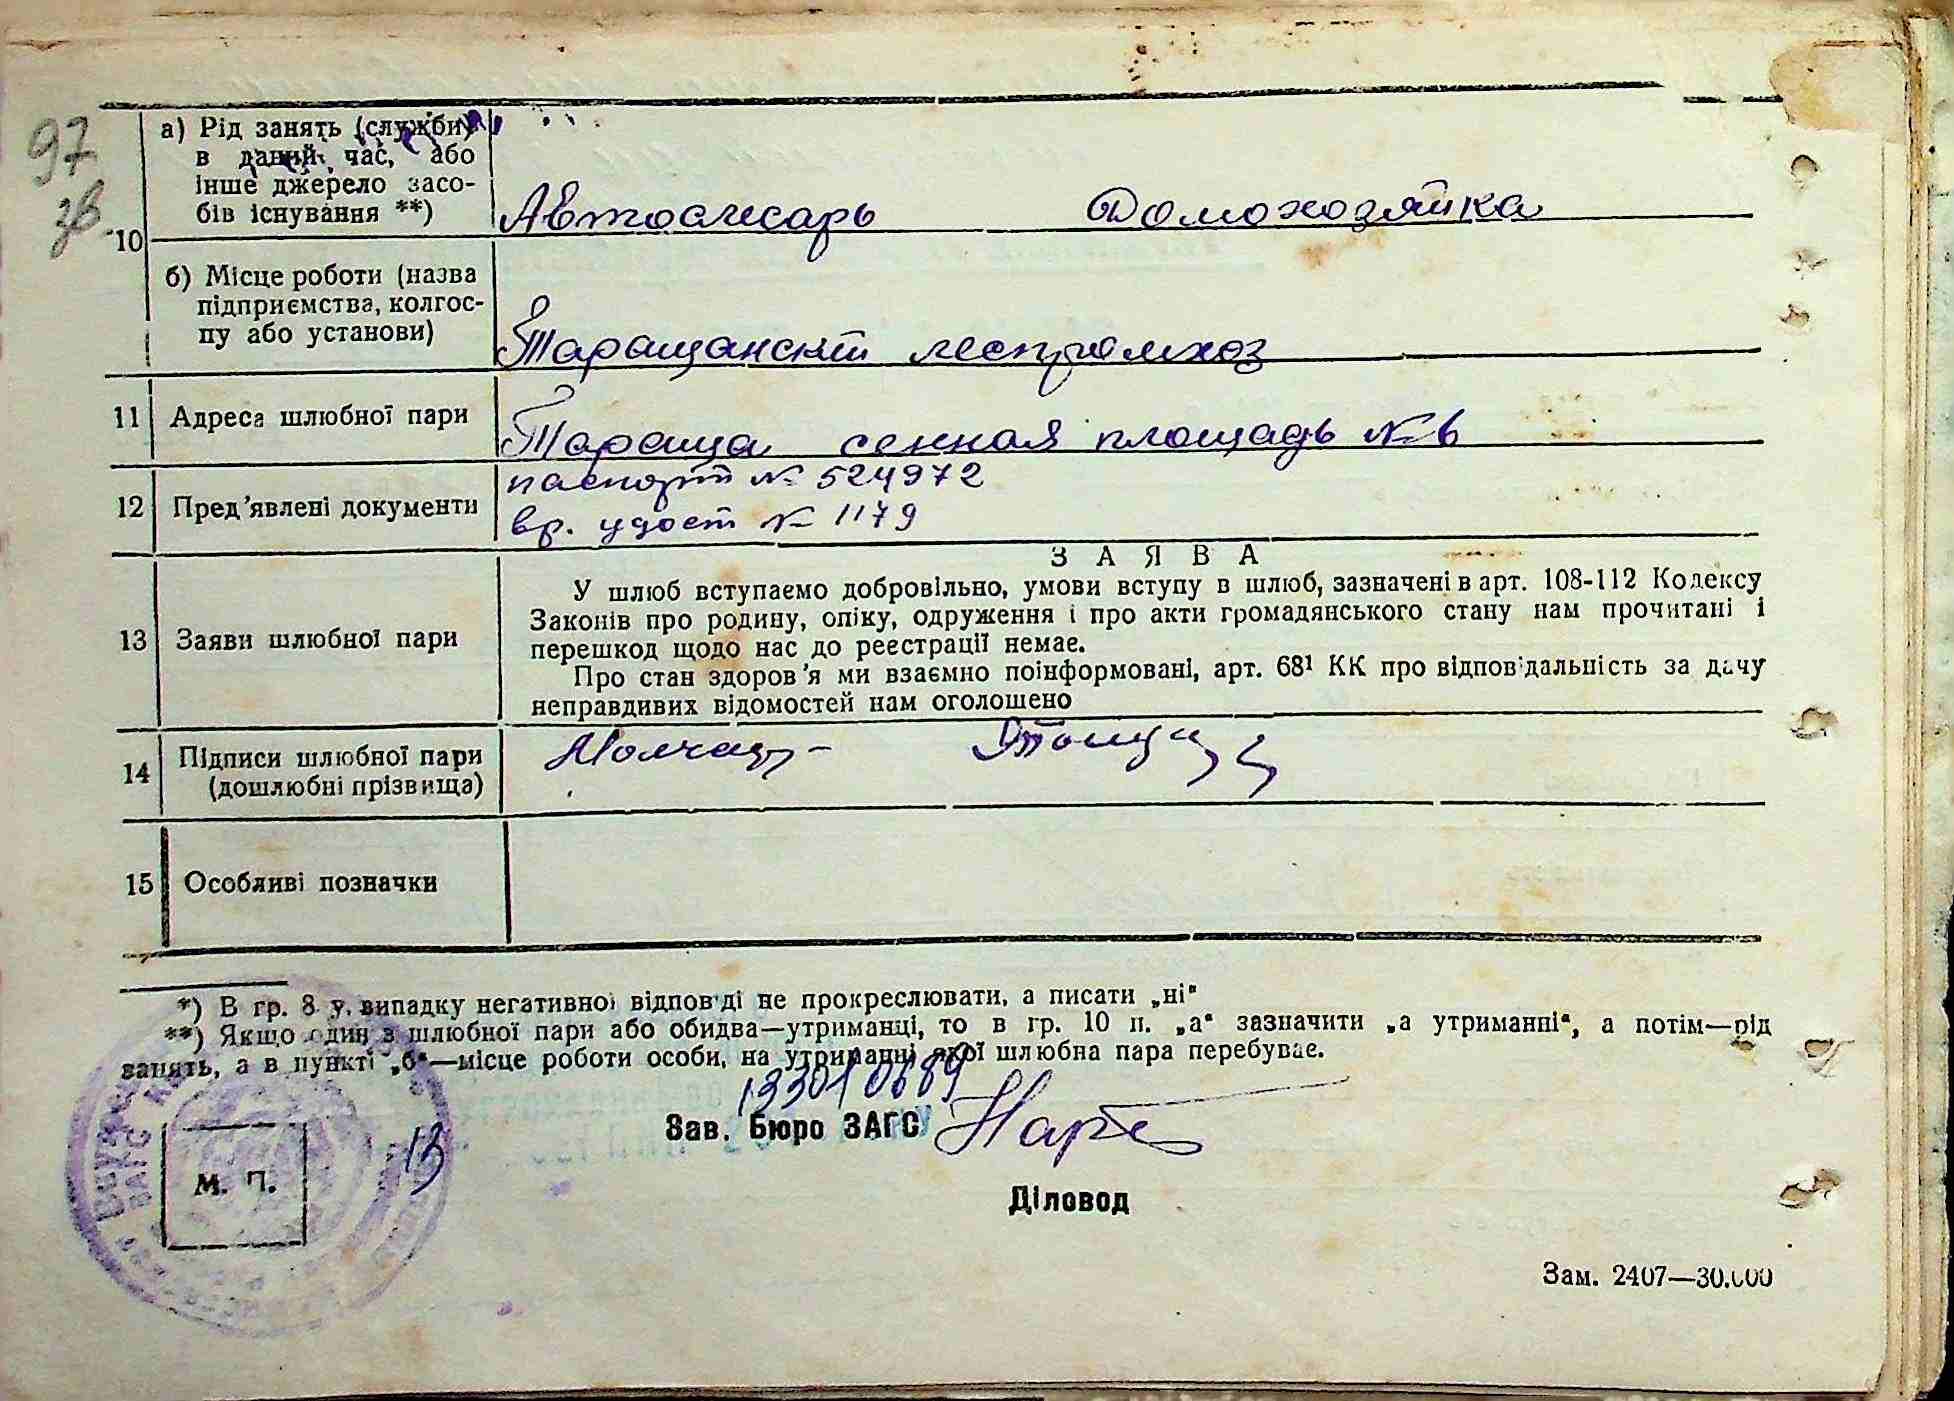 97
зв
10
а) Рід занять (служби)
в даний час, або
інше джерело засо-
бів існування **)
Автослесарь Домохозяйка
б) Місце роботи (назва
підприємства, колгос-
пу або установи)
Таращанский леспромхоз
11 Адреса шлюбної пари
Тараща сенная площадь № 6
12 Пред'явлені документи
паспорт № 524972
вр. удост № 1179
З А Я В А
13 Заяви шлюбної пари
У шлюб вступаємо добровільно, умови вступу в шлюб, зазначені в арт. 108-112 Кодексу
Законів про родину, опіку, одруження і про акти громадянського стану нам прочитані і
перешкод щодо нас до реєстрації немає.
Про стан здоров'я ми взаємно поінформовані, арт. 68¹ КК про відповідальність за дачу
неправдивих відомостей нам оголошено
14 Підписи шлюбної пари
(дошлюбні прізвища)
15 Особливі позначки
*) В гр. 8 у випадку негативної відповіді не прокреслювати, а писати „ні"
**) Якщо один з шлюбної пари або обидва—утриманці, то в гр. 10 п. „а" зазначити „а утриманні", а потім—рід
занять, а в пункті „б"—місце роботи особи, на утриманні якої шлюбна пара перебуває.
13301 0689
Зав. Бюро ЗАГС
13
М. П.
Діловод
Зам. 2407—30.000